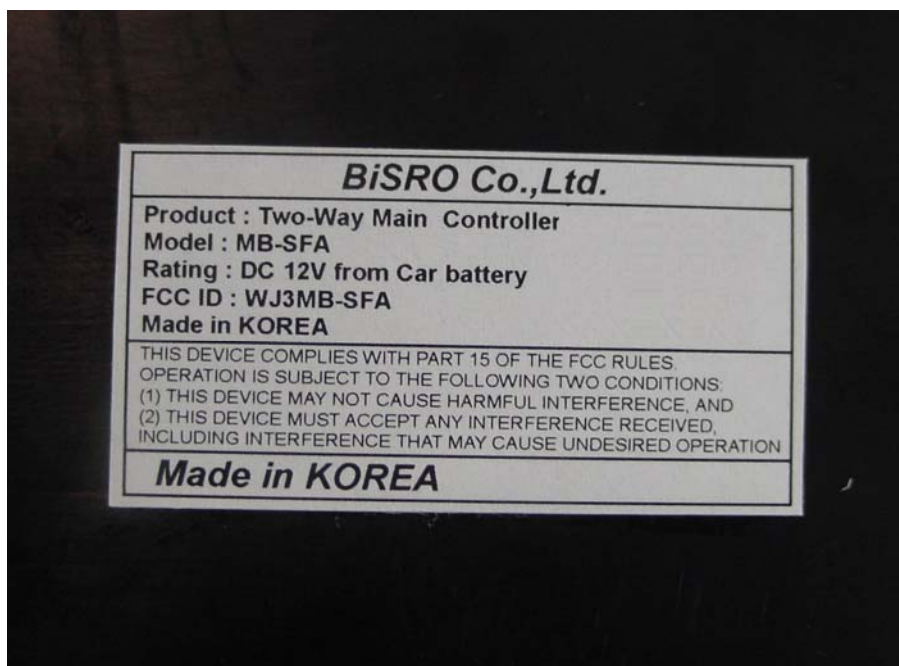 BiSRO Co.,Ltd.
Product : Two-Way Main Controller
Model : MB-SFA
Rating : DC 12V from Car battery
FCC ID : WJ3MB-SFA
Made in KOREA
THIS DEVICE COMPLIES WITH PART 15 OF THE FCC RULES.
OPERATION IS SUBJECT TO THE FOLLOWING TWO CONDITIONS:
(1) THIS DEVICE MAY NOT CAUSE HARMFUL INTERFERENCE, AND
(2) THIS DEVICE MUST ACCEPT ANY INTERFERENCE RECEIVED,
INCLUDING INTERFERENCE THAT MAY CAUSE UNDESIRED OPERATION
Made in KOREA